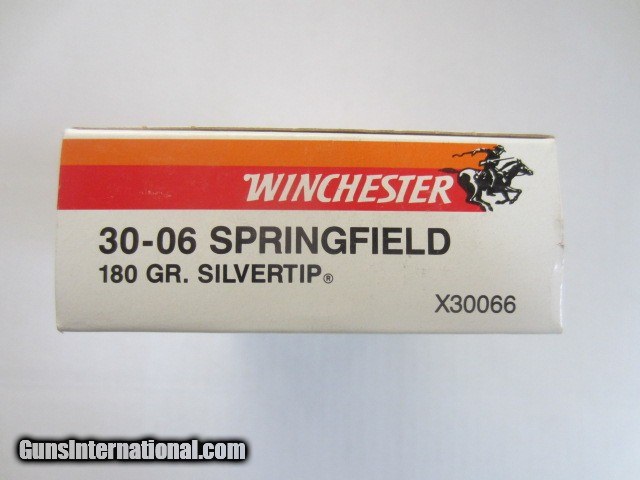 WINCHESTER
30-06 SPRINGFIELD
180 GR. SILVERTIP®
X30066
GunsInternational.com